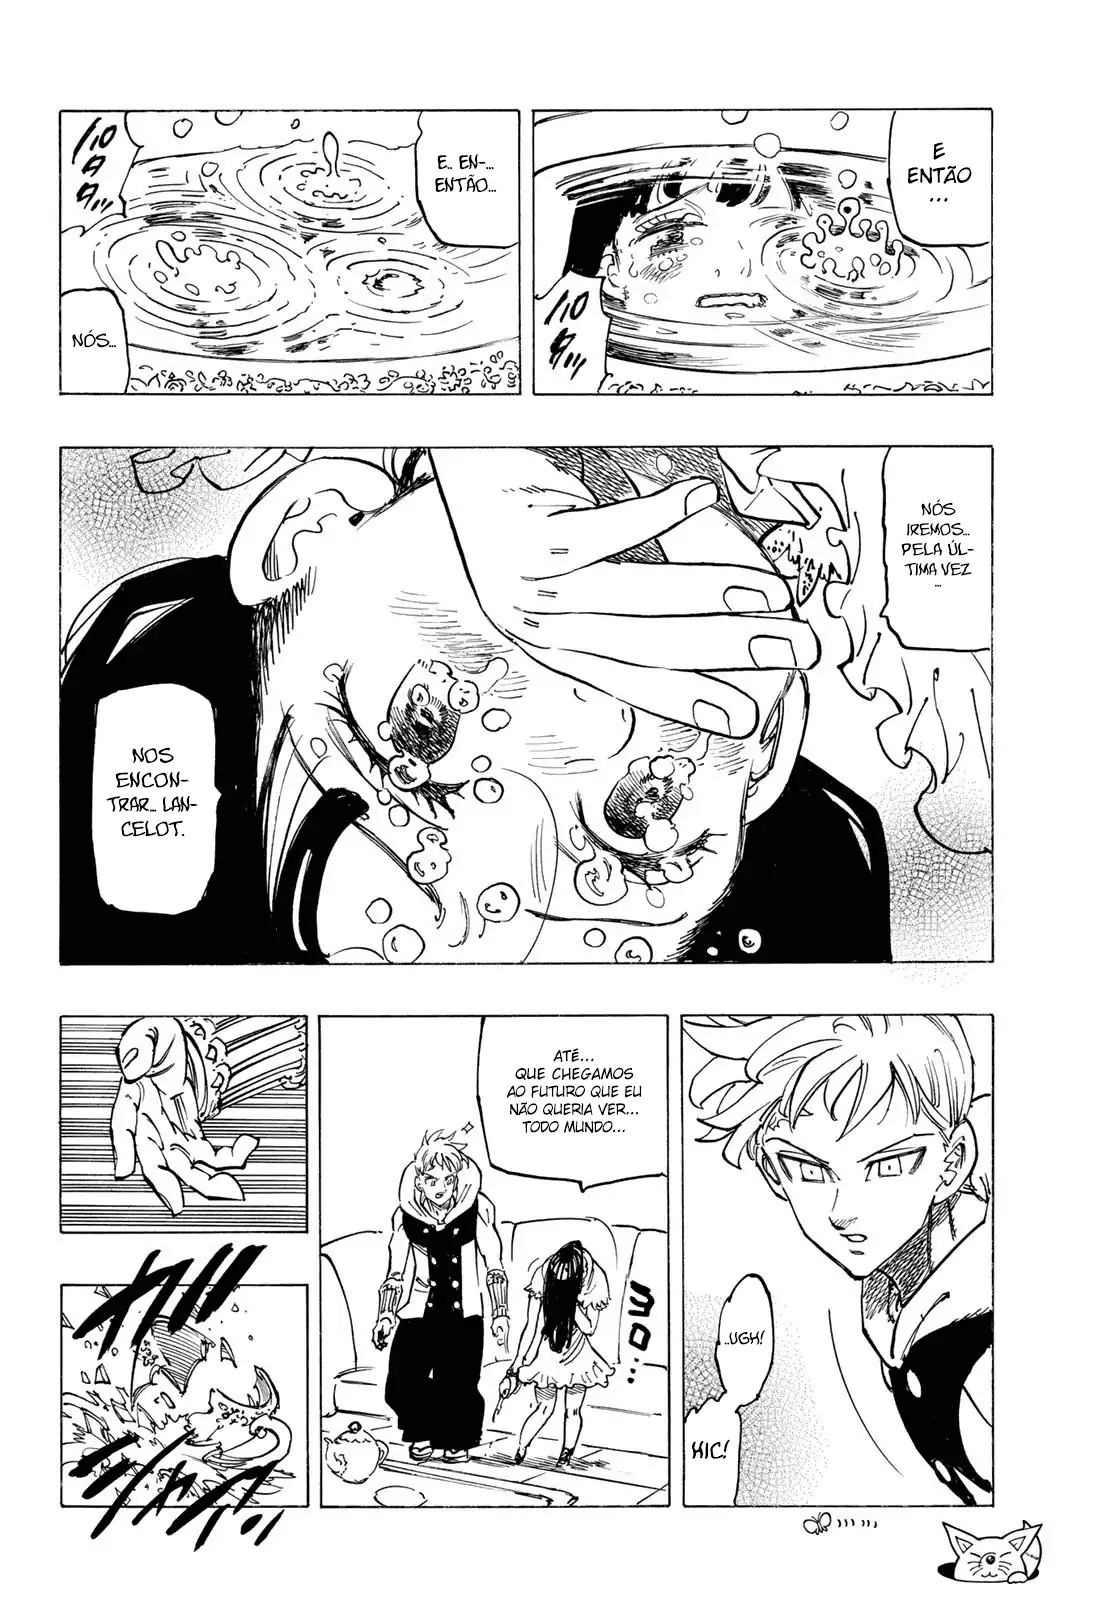 E
ENTÃO
...
E.. EN-...
ENTÃO...
NÓS...
NÓS
IREMOS...
PELA ÚL-
TIMA VEZ
...
NOS
ENCON-
TRAR... LAN-
CELOT.
..UGH!
HIC!
ATÉ...
QUE CHEGAMOS
AO FUTURO QUE EU
NÃO QUERIA VER...
TODO MUNDO...